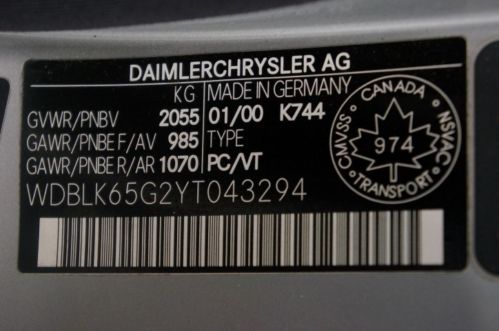 DAIMLERCHRYSLER AG
KG MADE IN GERMANY
GVWR/PNBV 2055 01/00 K744
GAWR/PNBE F/AV 985 TYPE
GAWR/PNBE R/AR 1070 PC/VT
WDBLK65G2YT043294
CANADA
CMVSS 974 NSVAC
TRANSPORT